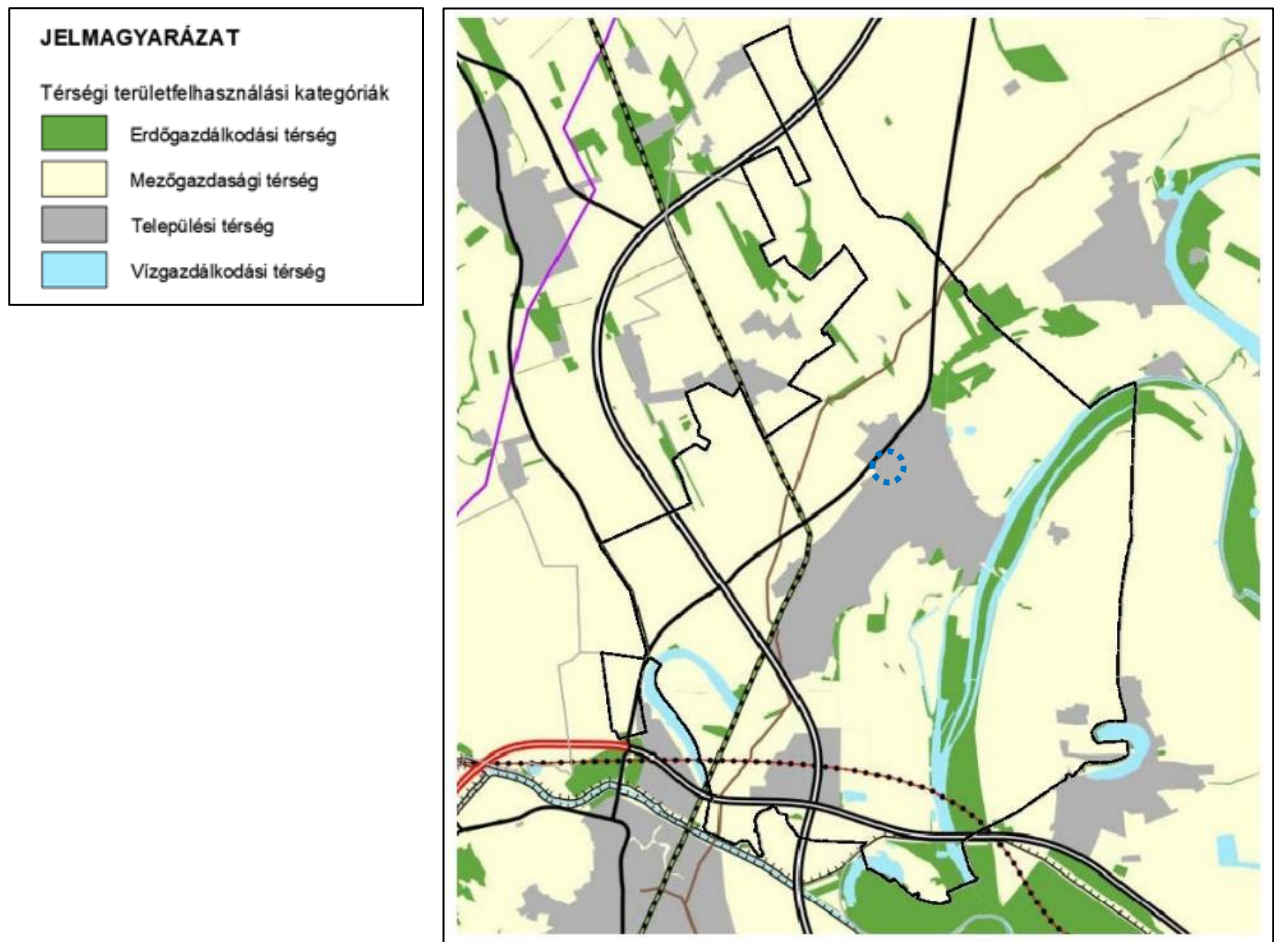 JELMAGYARÁZAT
Térségi területfelhasználási kategóriák
Erdőgazdálkodási térség
Mezőgazdasági térség
Települési térség
Vízgazdálkodási térség